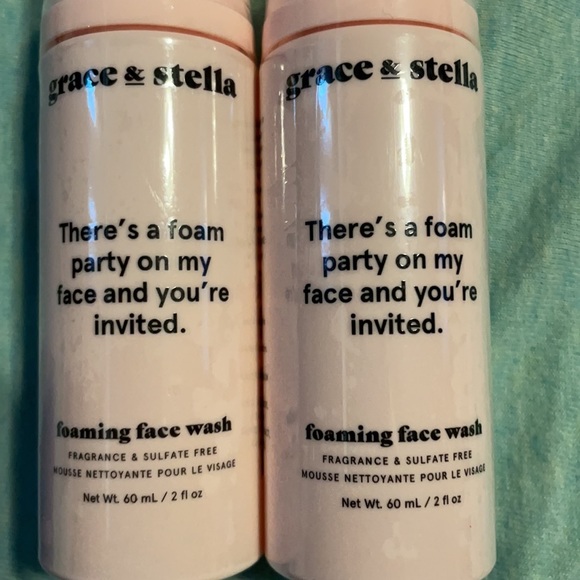 grace & stella
There's a foam
party on my
face and you're
invited.
foaming face wash
FRAGRANCE & SULFATE FREE
MOUSSE NETTOYANTE POUR LE VISAGE
Net Wt. 60 mL / 2 fl oz
grace & stella
There's a foam
party on my
face and you're
invited.
foaming face wash
FRAGRANCE & SULFATE FREE
MOUSSE NETTOYANTE POUR LE VISAGE
Net Wt. 60 mL / 2 fl oz